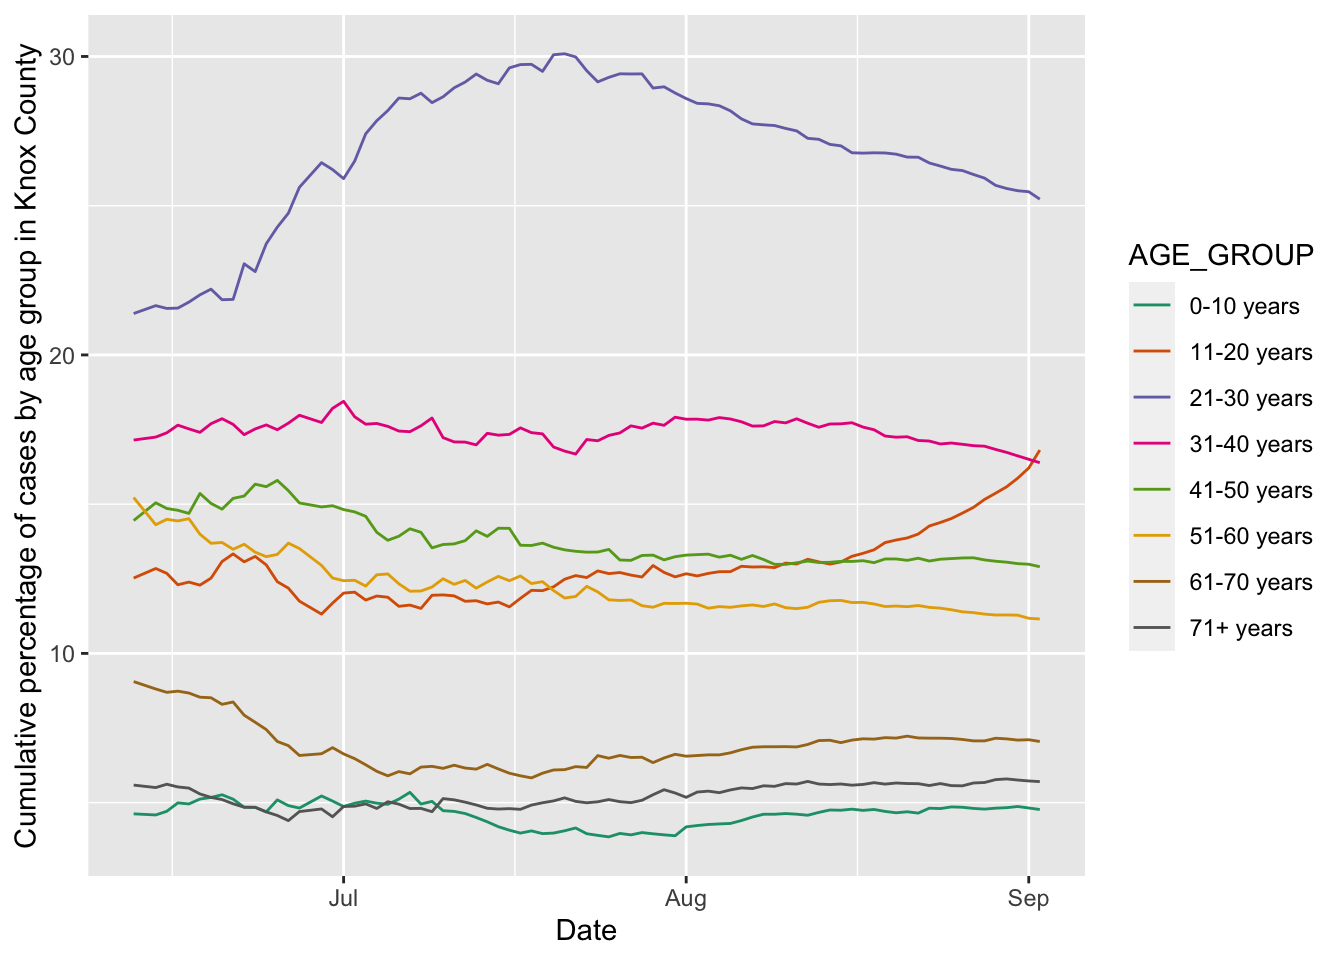 Cumulative percentage of cases by age group in Knox County
30
20
10
Jul
Aug
Sep
Date
AGE_GROUP
0-10 years
11-20 years
21-30 years
31-40 years
41-50 years
51-60 years
61-70 years
71+ years